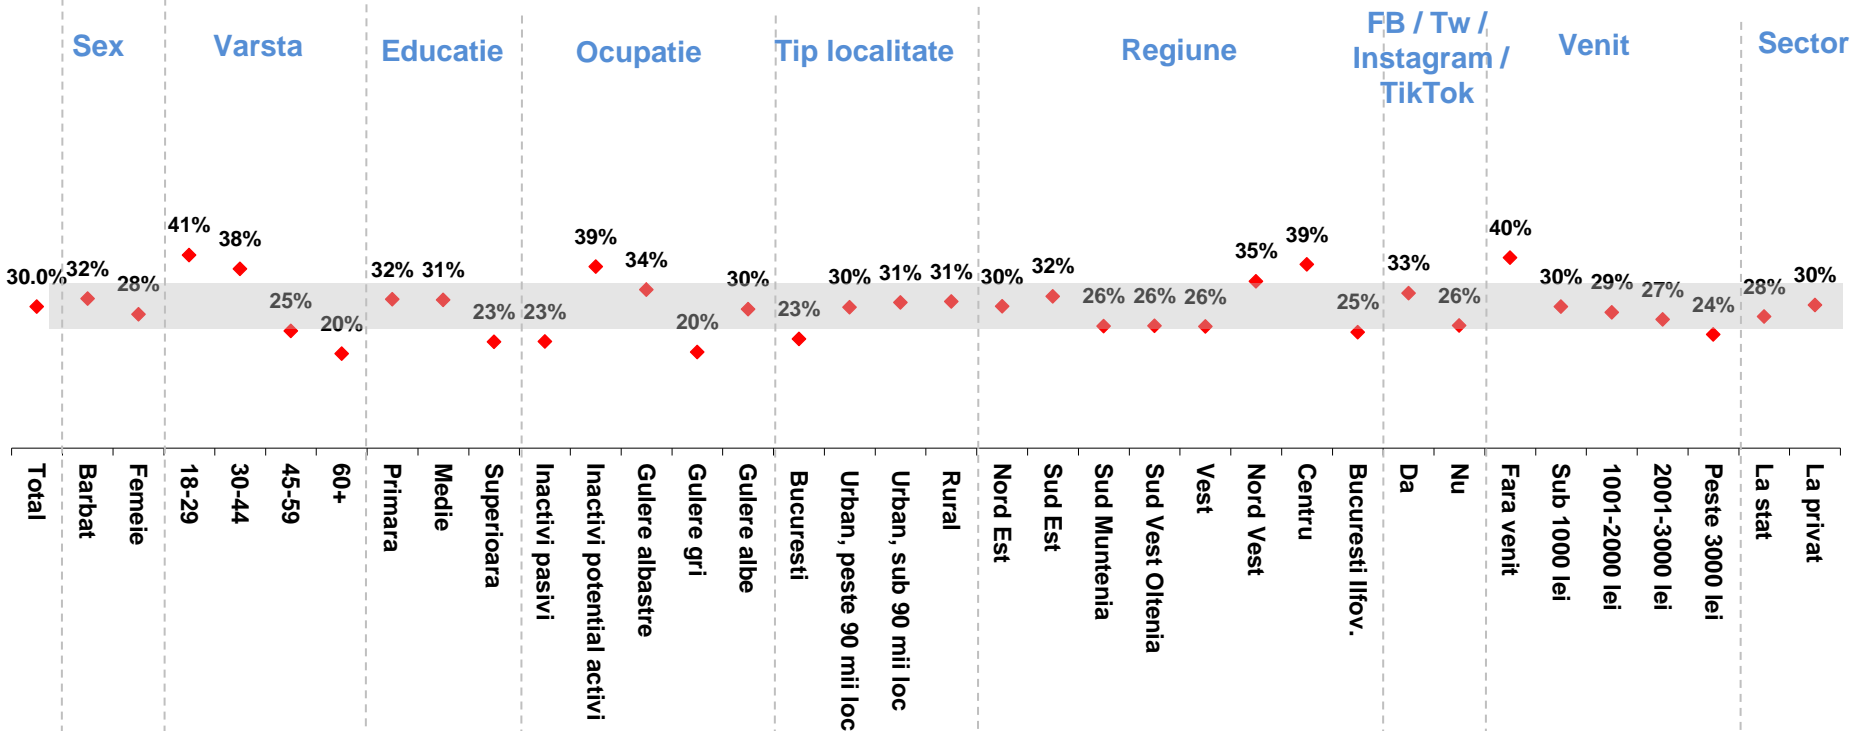 Sex
Varsta
Educatie
Ocupatie
Tip localitate
Regiune
FB / Tw /
Instagram /
TikTok
Venit
Sector
30.0%
32%
28%
41%
38%
25%
20%
32%
31%
23%
23%
39%
34%
20%
30%
23%
30%
31%
31%
30%
32%
26%
26%
26%
35%
39%
25%
33%
26%
40%
30%
29%
27%
24%
28%
30%
Total
Barbat
Femeie
18-29
30-44
45-59
60+
Primara
Medie
Superioara
Inactivi pasivi
Inactivi potential activi
Gulere albastre
Gulere gri
Gulere albe
Bucuresti
Urban, peste 90 mii loc
Urban, sub 90 mii loc
Rural
Nord Est
Sud Est
Sud Muntenia
Sud Vest Oltenia
Vest
Nord Vest
Centru
Bucuresti Ilfov.
Da
Nu
Fara venit
Sub 1000 lei
1001-2000 lei
2001-3000 lei
Peste 3000 lei
La stat
La privat